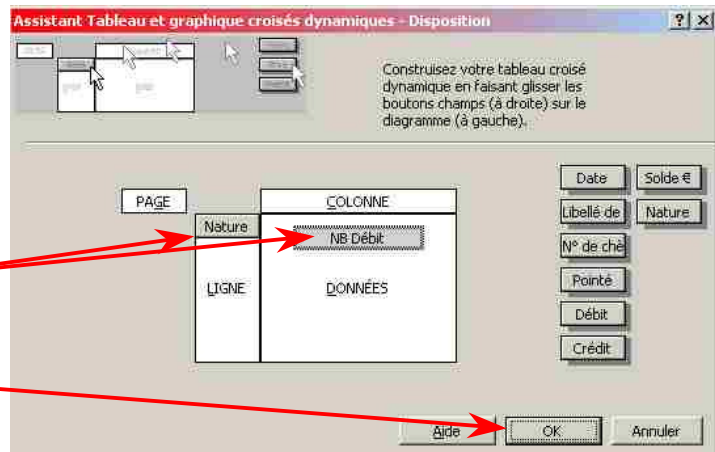 Assistant Tableau et graphique croisés dynamiques - Disposition
Construisez votre tableau croisé
dynamique en faisant glisser les
boutons champs (à droite) sur le
diagramme (à gauche).
PAGE
COLONNE
Nature
NB Débit
LIGNE
DONNÉES
Date
Solde €
Libellé de
Nature
N° de chè
Pointé
Débit
Crédit
Aide
OK
Annuler